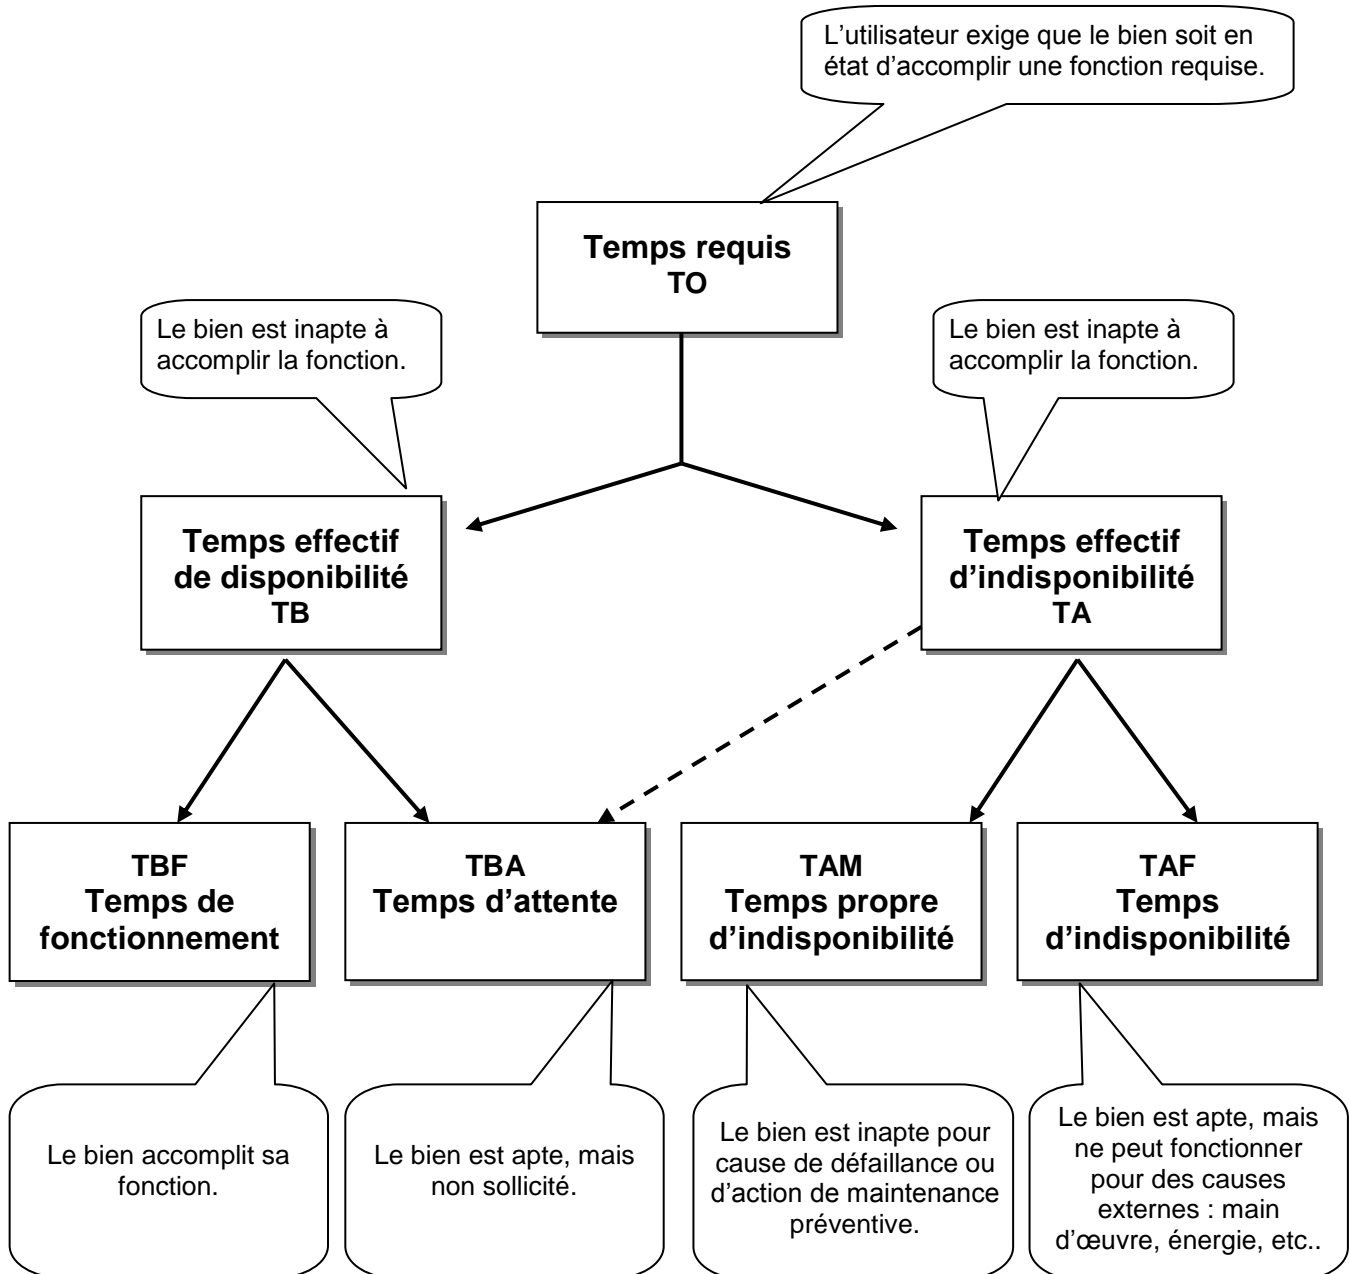 L'utilisateur exige que le bien soit en
état d'accomplir une fonction requise.
Temps requis
TO
Le bien est inapte à
accomplir la fonction.
Le bien est inapte à
accomplir la fonction.
Temps effectif
de disponibilité
TB
Temps effectif
d’indisponibilité
TA
TBF
Temps de
fonctionnement
TBA
Temps d’attente
TAM
Temps propre
d’indisponibilité
TAF
Temps
d’indisponibilité
Le bien accomplit sa
fonction.
Le bien est apte, mais
non sollicité.
Le bien est inapte pour
cause de défaillance ou
d’action de maintenance
préventive.
Le bien est apte, mais
ne peut fonctionner
pour des causes
externes : main
d’œuvre, énergie, etc..